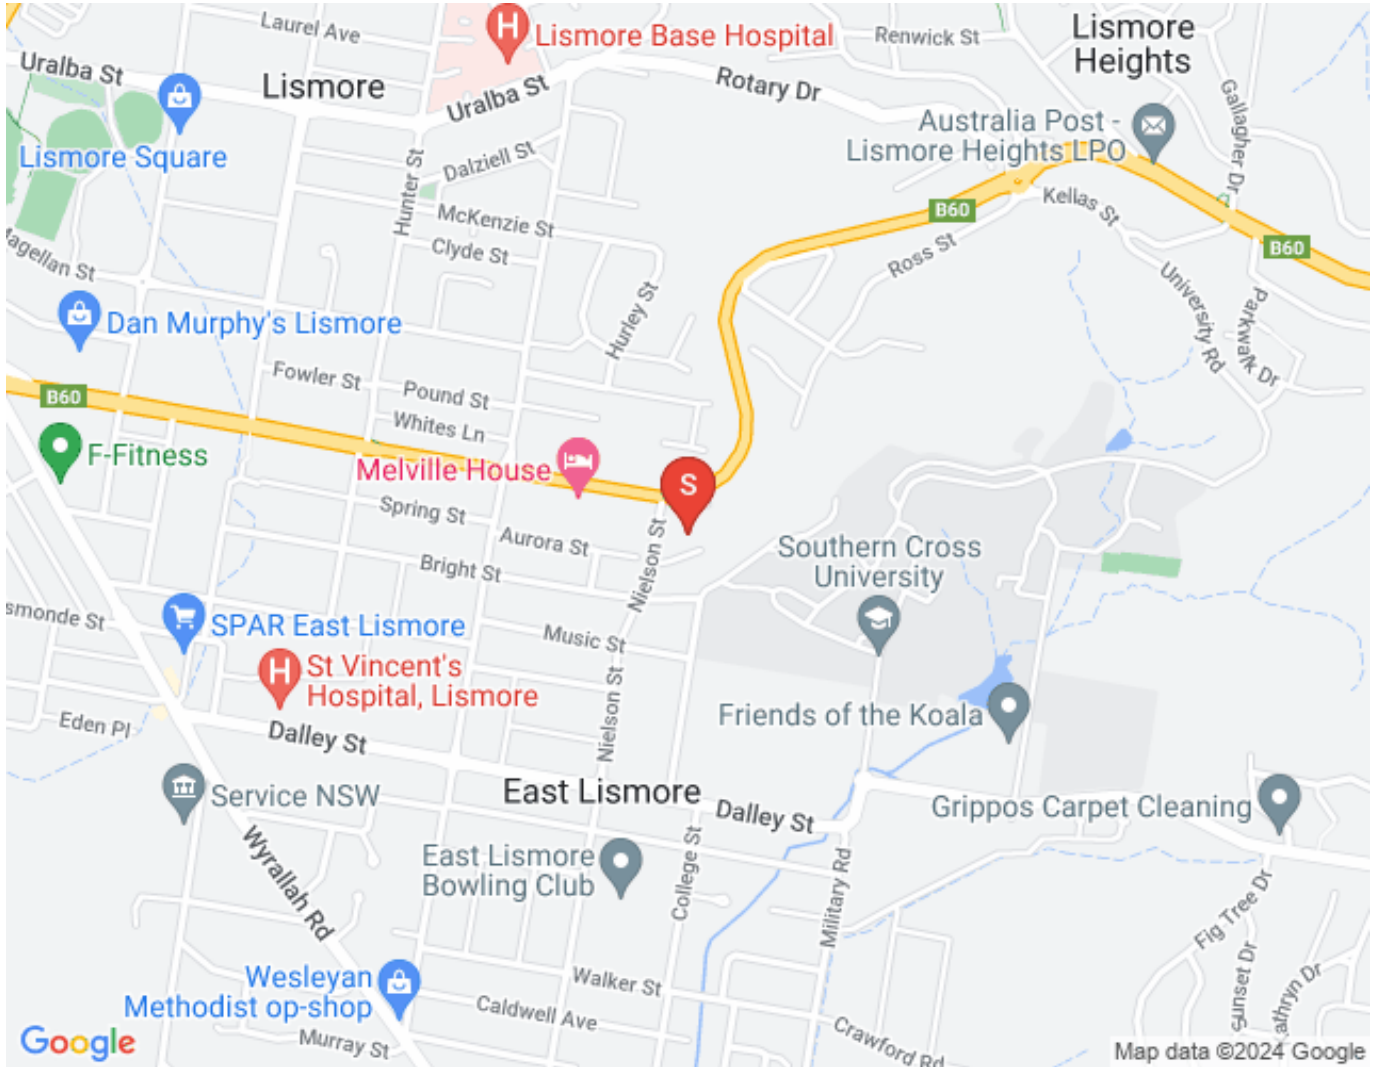 Laurel Ave
H
Lismore Base Hospital
Renwick St
Lismore
Heights
Uralba St
Lismore
Uralba St
Rotary Dr
Gallagher Dr
Australia Post -
Lismore Heights LPO
Lismore Square
Hunter St
Dalziell St
McKenzie St
Clyde St
B60
Kellas St
Ross St
B60
Magellan St
University Rd
Parkwalk Dr
Hurley St
Dan Murphy's Lismore
Fowler St
Pound St
Whites Ln
B60
F-Fitness
Melville House
S
Spring St
Aurora St
Nielson St
Southern Cross
University
Bright St
smonde St
SPAR East Lismore
Music St
H
St Vincent's
Hospital, Lismore
Nielson St
Friends of the Koala
Eden Pl
Dalley St
Service NSW
East Lismore
Dalley St
Grippos Carpet Cleaning
Wyrallah Rd
East Lismore
Bowling Club
College St
Military Rd
Fig Tree Dr
Sunset Dr
Kathryn Dr
Wesleyan
Methodist op-shop
Walker St
Caldwell Ave
Crawford Rd
Murray St
Google
Map data ©2024 Google